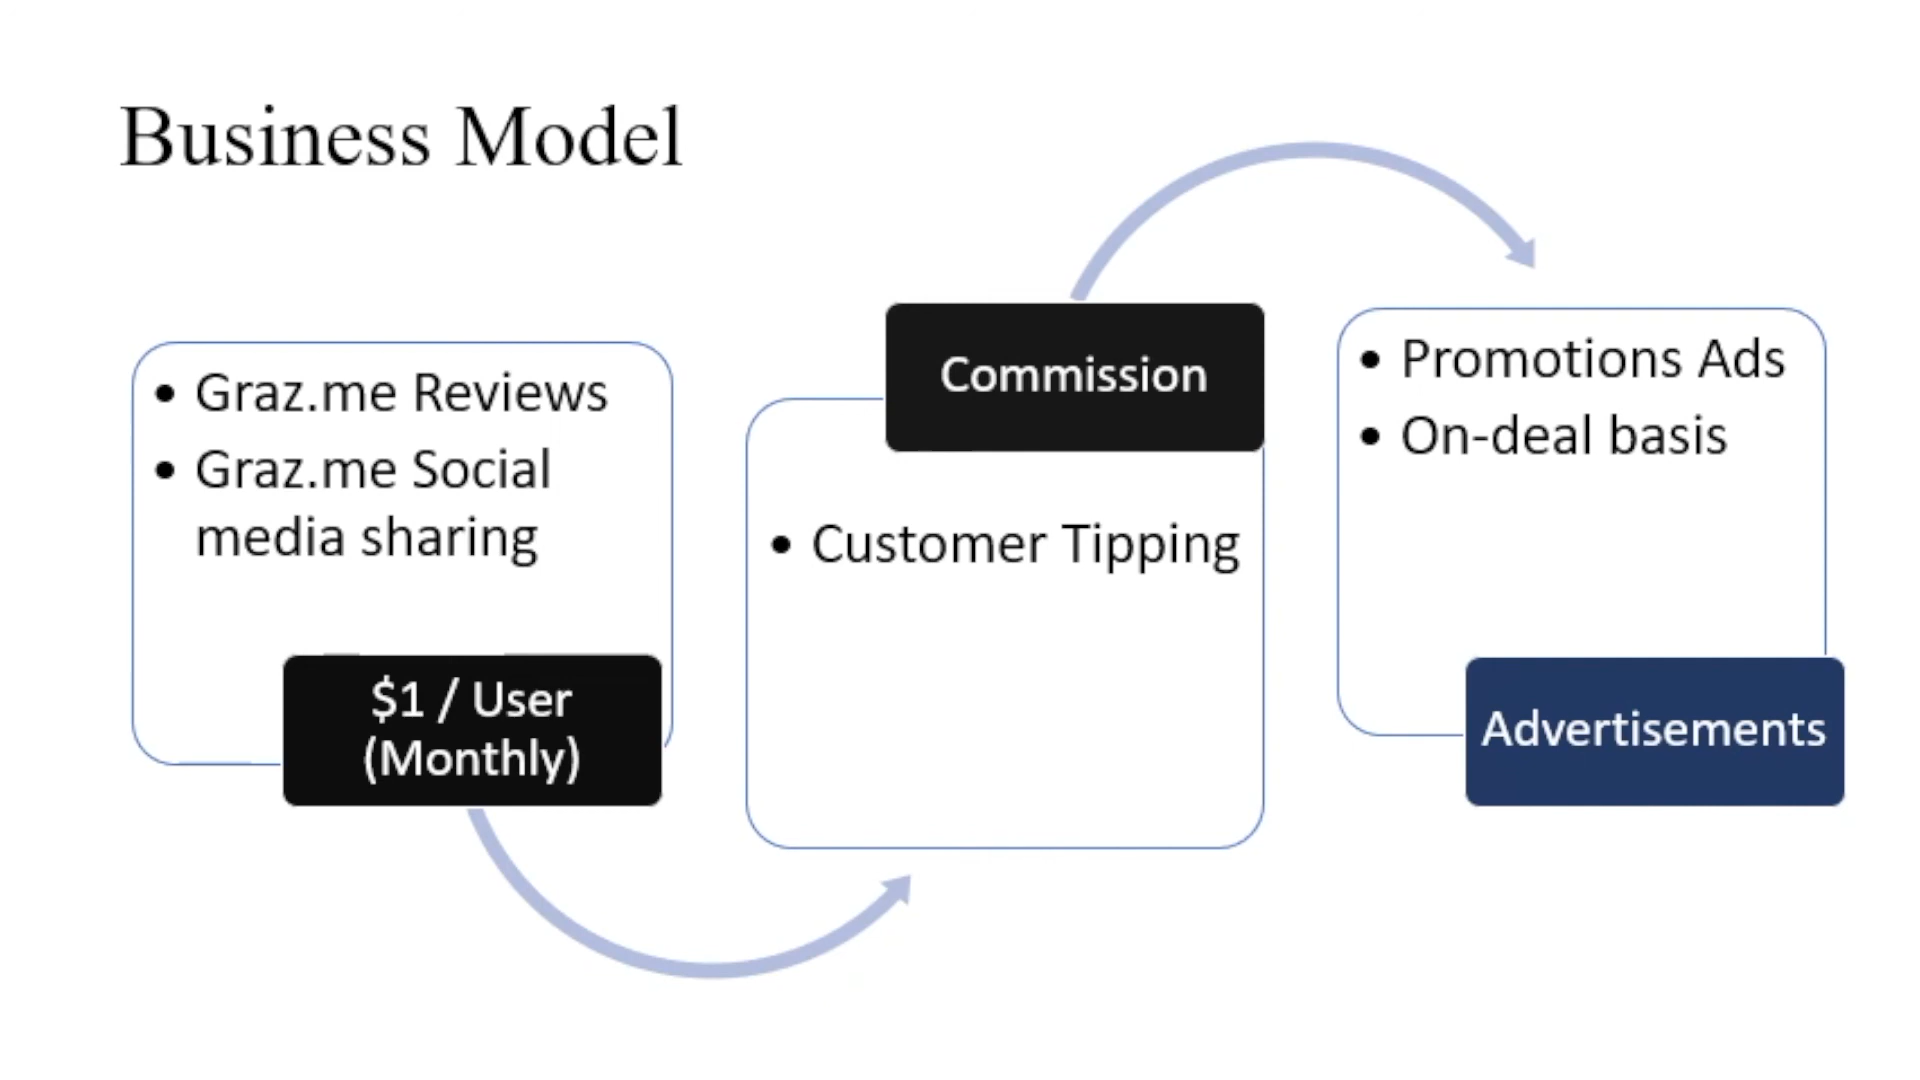 Business Model
• Graz.me Reviews
• Graz.me Social
media sharing
$1 / User
(Monthly)
Commission
• Customer Tipping
• Promotions Ads
• On-deal basis
Advertisements